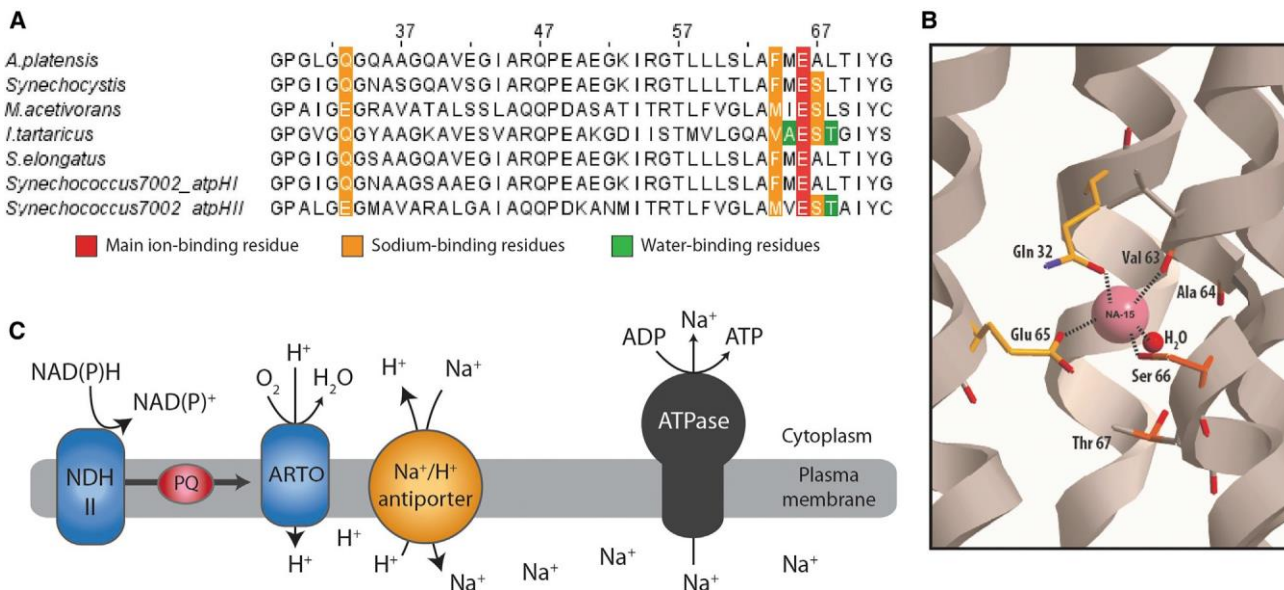 A
37 47 57 67
A.platensis GPGLGQGQAAGQAVEGIARQPEAEGKIRGTLLLSLAFMEALTIYG
Synechocystis GPGIGQGNASGQAVSGIARQPEAEGKIRGTLLLSLAFMESLTIYG
M.acetivorans GPAIGEGRAVATALSSLAQQPDASATITRTLFVGLAMIESLSIYC
I.tartaricus GPGVGQGYAAGKAVESVARQPEAKGDIISTMVLGQAVAESTGIYS
S.elongatus GPGIGQGSAAGQAVEGIARQPEAEGKIRGTLLLSLAFMEALTIYG
Synechococcus7002_atpHI GPGIGQGNAAGSAAEGIARQPEAEGKIRGTLLLSLAFMEALTIYG
Synechococcus7002 atpHII GPALGEGMAVARALGAIAQQPDKANMITRTLFVGLAMVESTAIYC
Main ion-binding residue Sodium-binding residues Water-binding residues
B
Gln 32
Val 63
Ala 64
NA-15
Glu 65
H₂O
Ser 66
Thr 67
C
NAD(P)H
NAD(P)⁺
NDH
II
PQ
O₂
H⁺
H₂O
ARTO
H⁺
H⁺
H⁺
Na⁺
Na⁺/H⁺
antiporter
H⁺
Na⁺
Na⁺
Na⁺
ADP
Na⁺
ATP
ATPase
Na⁺
Na⁺
Cytoplasm
Plasma
membrane